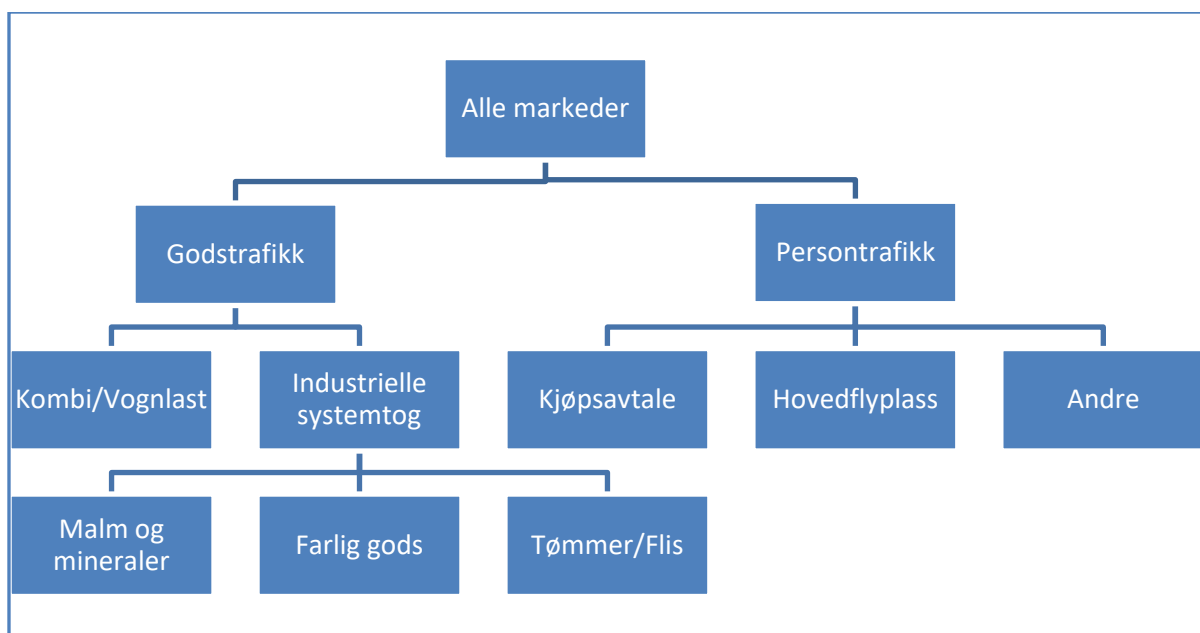 Alle markeder
Godstrafikk
Persontrafikk
Kombi/Vognlast
Industrielle
systemtog
Kjøpsavtale
Hovedflyplass
Andre
Malm og
mineraler
Farlig gods
Tømmer/Flis